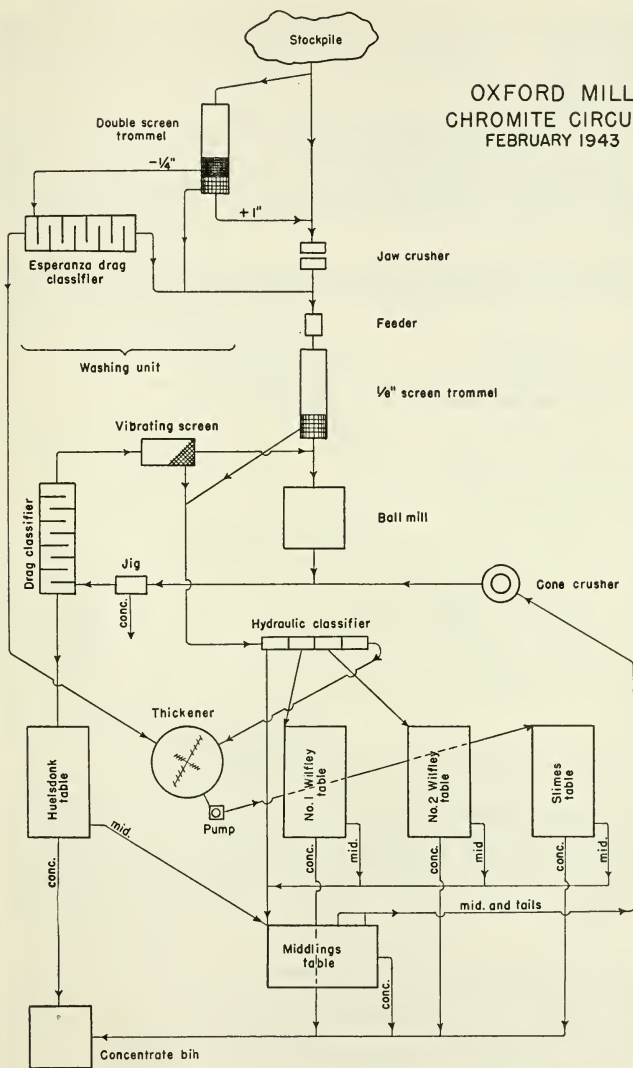 Stockpile
OXFORD MILL
CHROMITE CIRCU
FEBRUARY 1943
Double screen
trommel
-1/4"
+1"
Esperanza drag
classifier
Jaw crusher
Feeder
Washing unit
1/8" screen trommel
Vibrating screen
Drag classifier
Ball mill
Jig
conc.
Cone crusher
Hydraulic classifier
Thickener
Huelsdonk
table
No. 1 Wilfley
table
No. 2 Wilfley
table
Slimes
table
Pump
mid.
conc.
conc.
mid.
conc.
mid
conc.
mid.
mid. and tails
Middlings
table
conc.
Concentrate bih